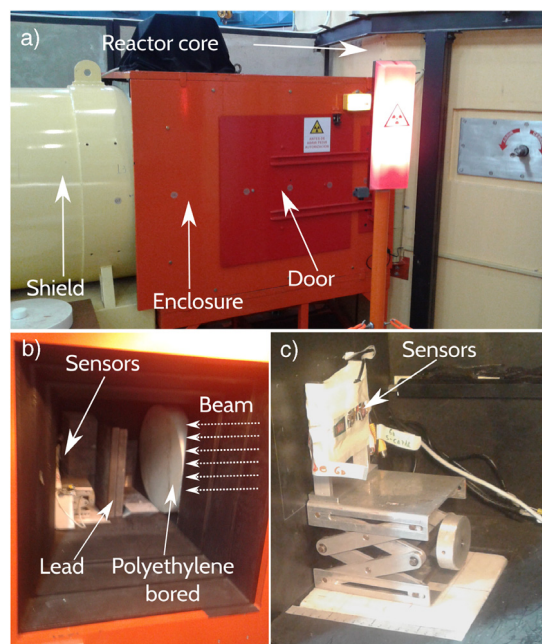 a)
Reactor core
Shield
Enclosure
Door
b)
Sensors
Beam
Lead
Polyethylene
bored
c)
Sensors